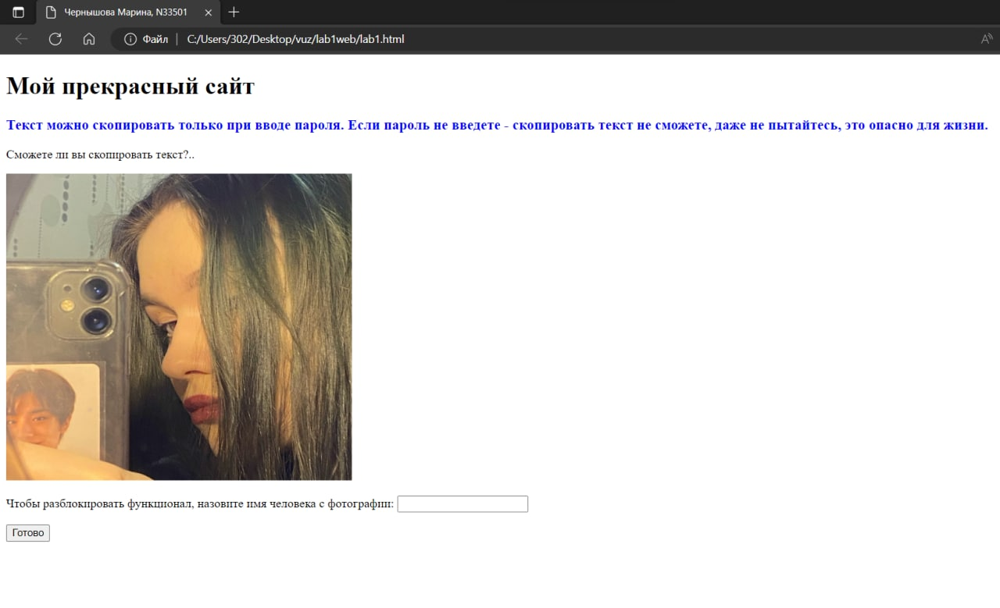 Чернышова Марина, N33501
Файл C:/Users/302/Desktop/vuz/lab1web/lab1.html
Мой прекрасный сайт
Текст можно скопировать только при вводе пароля. Если пароль не введете - скопировать текст не сможете, даже не пытайтесь, это опасно для жизни.
Сможете ли вы скопировать текст?..
Чтобы разблокировать функционал, назовите имя человека с фотографии:
Готово